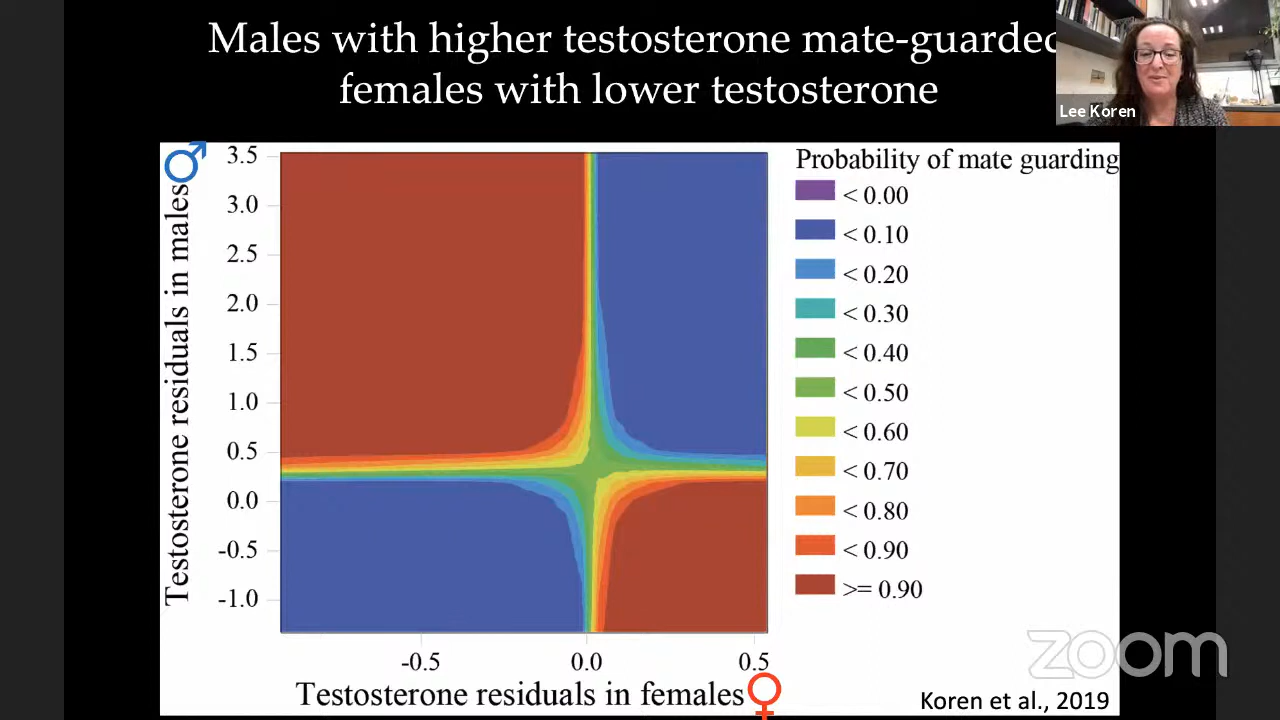 Males with higher testosterone mate-guarded
females with lower testosterone
Lee Koren
Testosterone residuals in males
3.5
3.0
2.5
2.0
1.5
1.0
0.5
0.0
-0.5
-1.0
-0.5 0.0 0.5
Testosterone residuals in females
Probability of mate guarding
< 0.00
< 0.10
< 0.20
< 0.30
< 0.40
< 0.50
< 0.60
< 0.70
< 0.80
< 0.90
>= 0.90
zoom
Koren et al., 2019